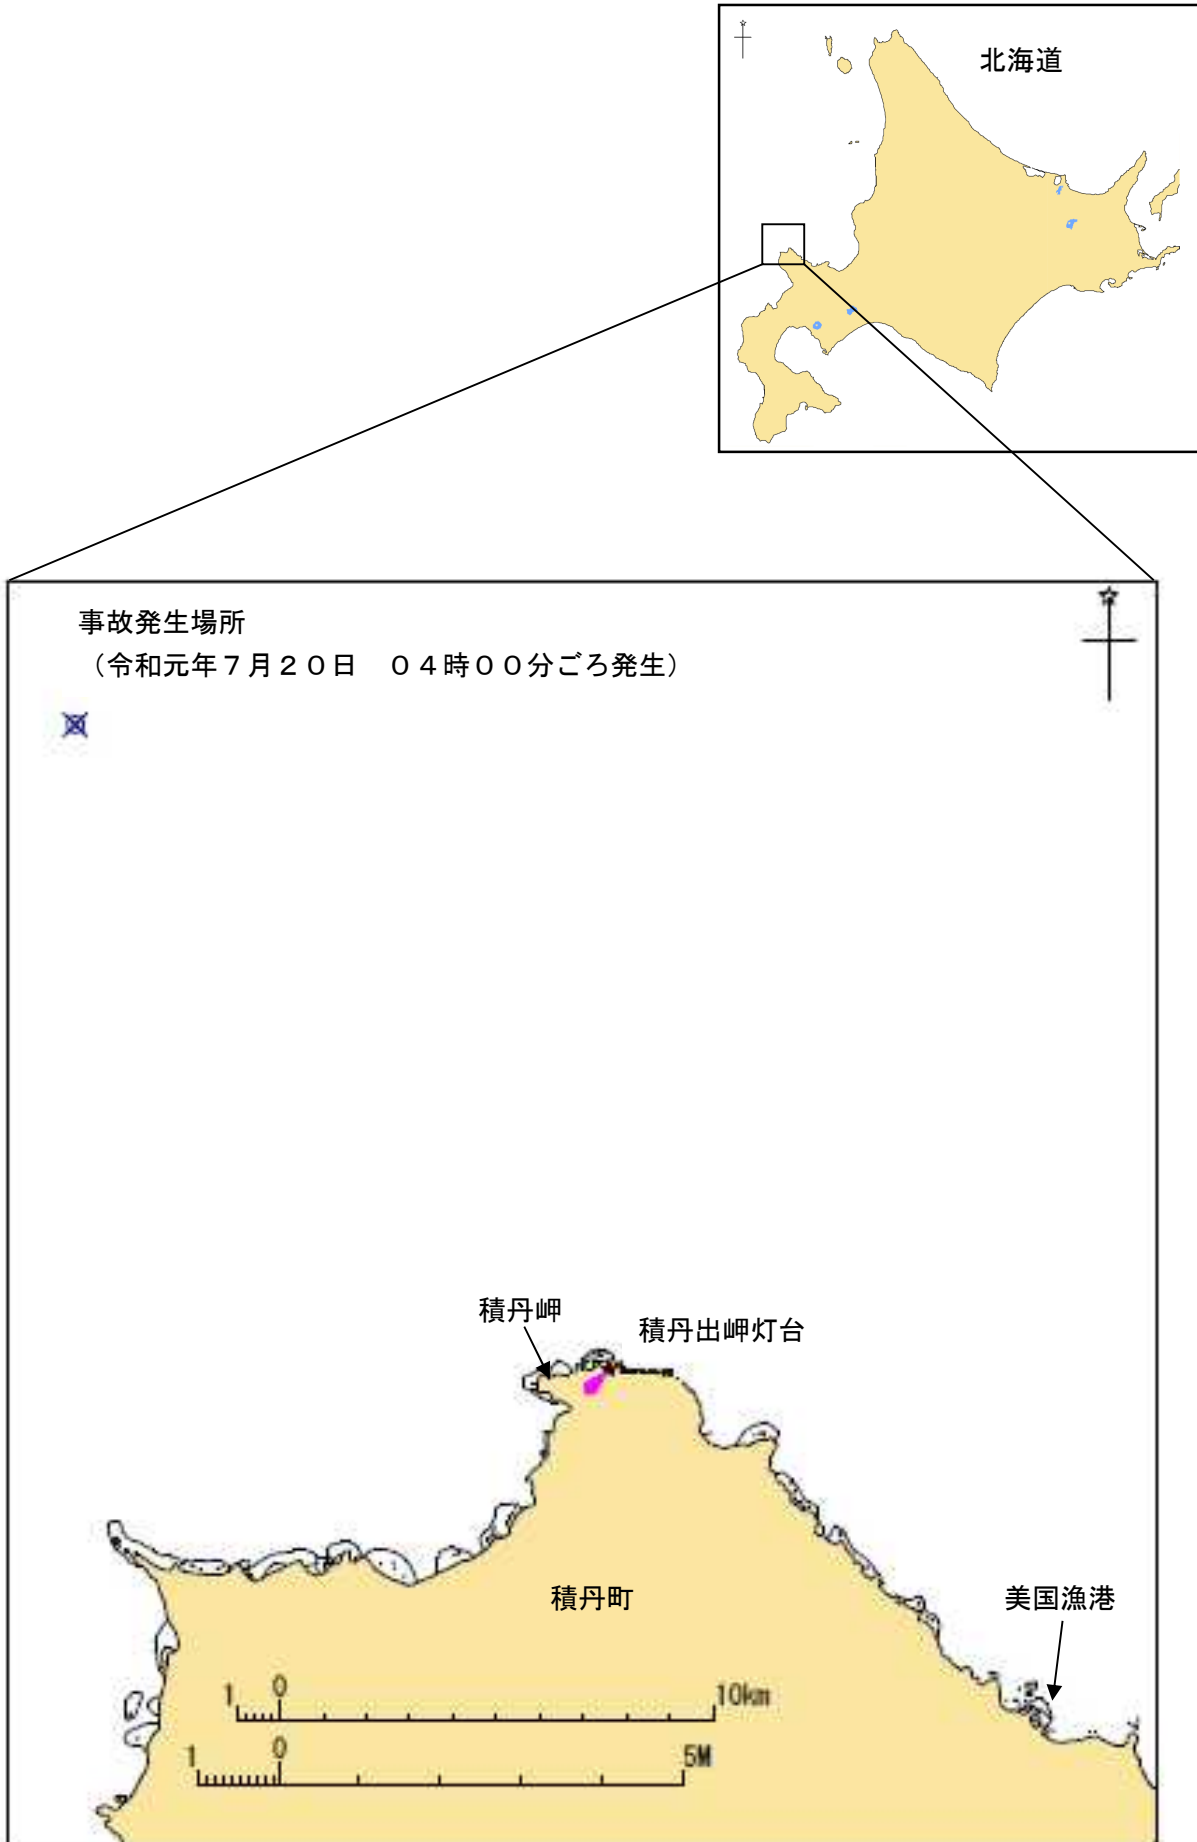 北海道
事故発生場所
（令和元年７月２０日　０４時００分ごろ発生）
積丹岬
積丹出岬灯台
積丹町
美国漁港
1 0 10km
1 0 5M